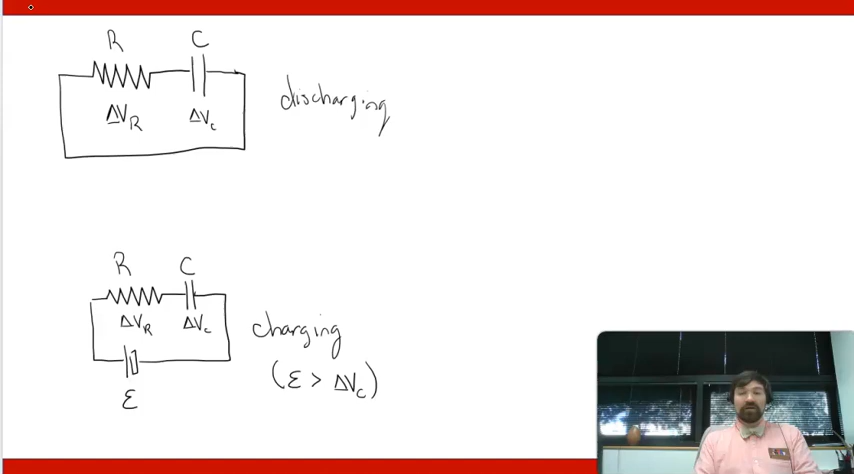 R C
ΔV_R ΔV_c
discharging
R C
ΔV_R ΔV_c
charging
(ε > ΔV_c)
ε